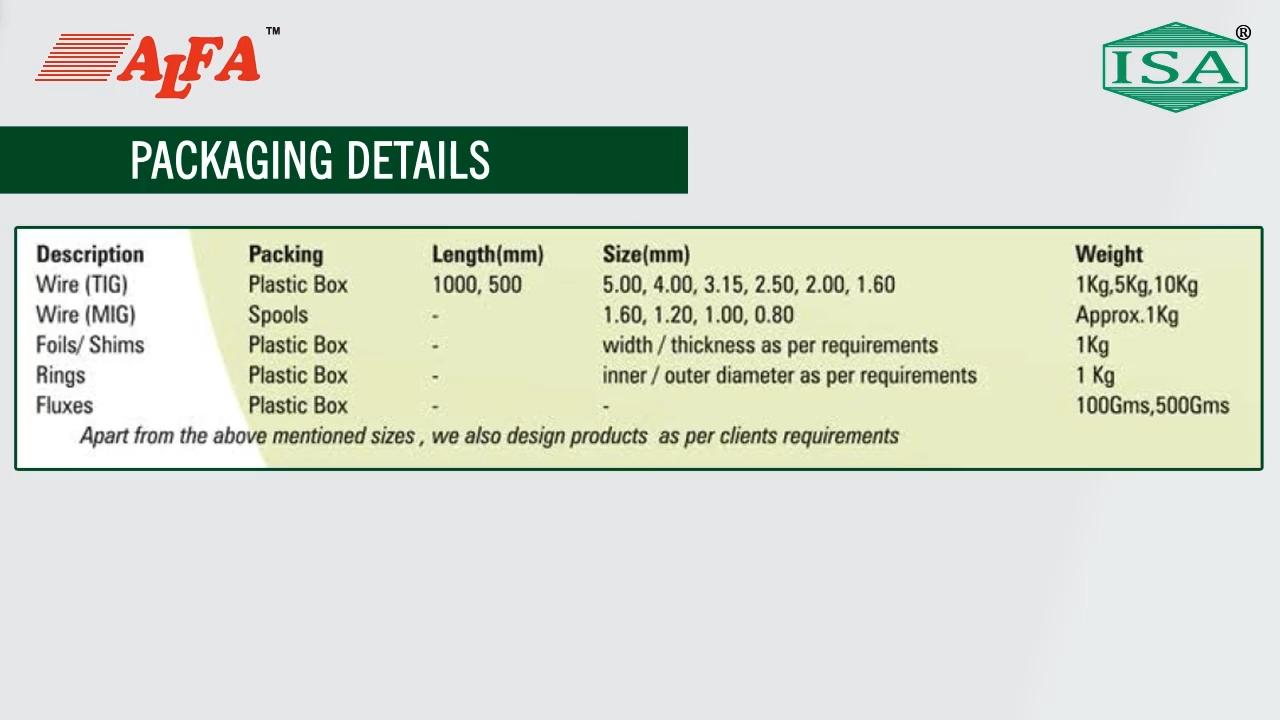 ALFA™
ISA®
PACKAGING DETAILS
Description Packing Length(mm) Size(mm) Weight
Wire (TIG) Plastic Box 1000, 500 5.00, 4.00, 3.15, 2.50, 2.00, 1.60 1Kg,5Kg,10Kg
Wire (MIG) Spools - 1.60, 1.20, 1.00, 0.80 Approx.1Kg
Foils/ Shims Plastic Box - width / thickness as per requirements 1Kg
Rings Plastic Box - inner / outer diameter as per requirements 1 Kg
Fluxes Plastic Box - - 100Gms,500Gms
Apart from the above mentioned sizes , we also design products as per clients requirements